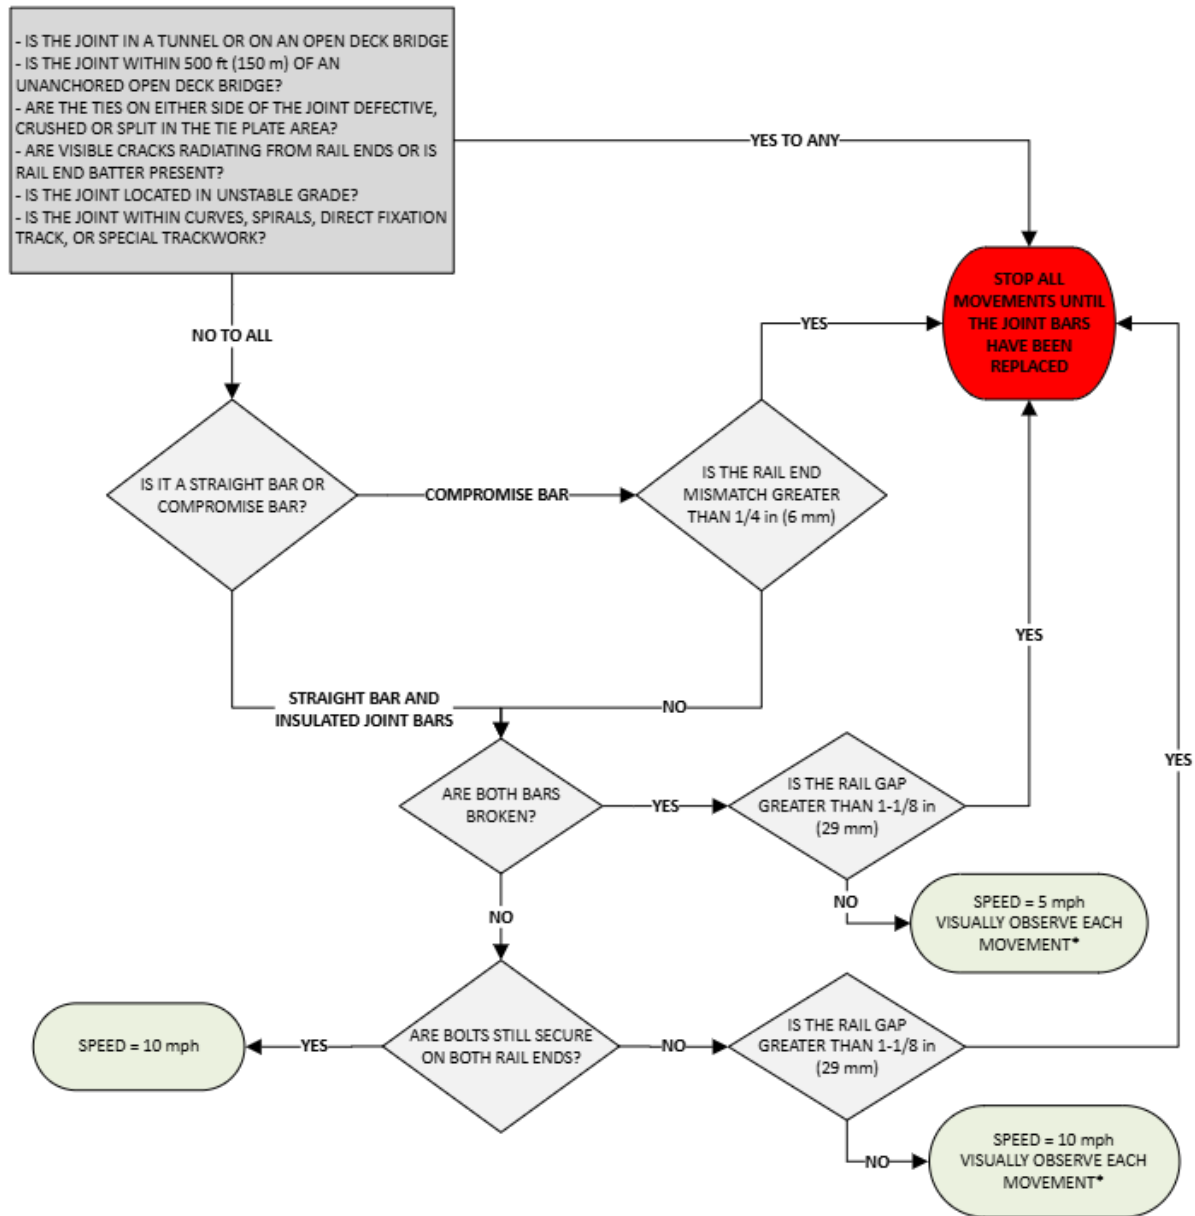 - IS THE JOINT IN A TUNNEL OR ON AN OPEN DECK BRIDGE
- IS THE JOINT WITHIN 500 ft (150 m) OF AN
UNANCHORED OPEN DECK BRIDGE?
- ARE THE TIES ON EITHER SIDE OF THE JOINT DEFECTIVE,
CRUSHED OR SPLIT IN THE TIE PLATE AREA?
- ARE VISIBLE CRACKS RADIATING FROM RAIL ENDS OR IS
RAIL END BATTER PRESENT?
- IS THE JOINT LOCATED IN UNSTABLE GRADE?
- IS THE JOINT WITHIN CURVES, SPIRALS, DIRECT FIXATION
TRACK, OR SPECIAL TRACKWORK?
YES TO ANY
STOP ALL
MOVEMENTS UNTIL
THE JOINT BARS
HAVE BEEN
REPLACED
NO TO ALL
YES
IS IT A STRAIGHT BAR OR
COMPROMISE BAR?
COMPROMISE BAR
IS THE RAIL END
MISMATCH GREATER
THAN 1/4 in (6 mm)
YES
STRAIGHT BAR AND
INSULATED JOINT BARS
NO
YES
ARE BOTH BARS
BROKEN?
YES
IS THE RAIL GAP
GREATER THAN 1-1/8 in
(29 mm)
NO
SPEED = 5 mph
VISUALLY OBSERVE EACH
MOVEMENT*
NO
SPEED = 10 mph
YES
ARE BOLTS STILL SECURE
ON BOTH RAIL ENDS?
NO
IS THE RAIL GAP
GREATER THAN 1-1/8 in
(29 mm)
NO
SPEED = 10 mph
VISUALLY OBSERVE EACH
MOVEMENT*